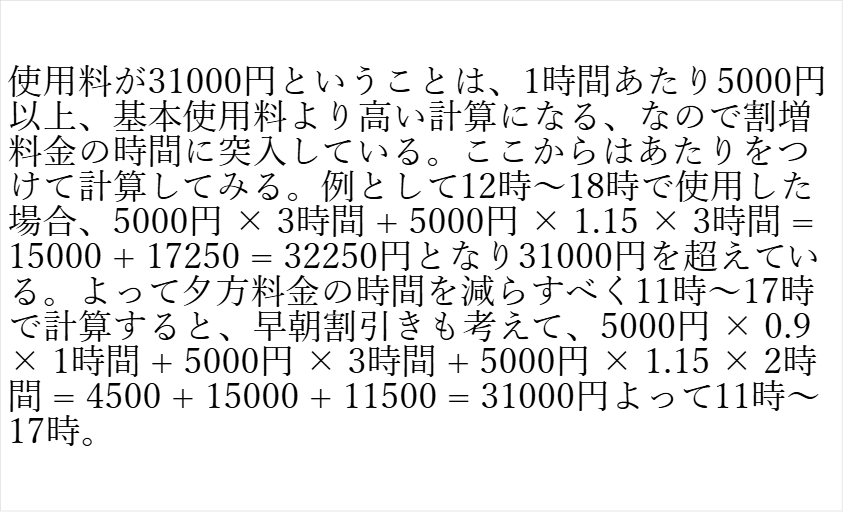 使用料が31000円ということは、1時間あたり5000円
以上、基本使用料より高い計算になる、なので割増
料金の時間に突入している。ここからはあたりをつ
けて計算してみる。例として12時〜18時で使用した
場合、5000円 × 3時間 + 5000円 × 1.15 × 3時間 =
15000 + 17250 = 32250円となり31000円を超えてい
る。よって夕方料金の時間を減らすべく11時〜17時
で計算すると、早朝割引きも考えて、5000円 × 0.9
× 1時間 + 5000円 × 3時間 + 5000円 × 1.15 × 2時
間 = 4500 + 15000 + 11500 = 31000円よって11時〜
17時。